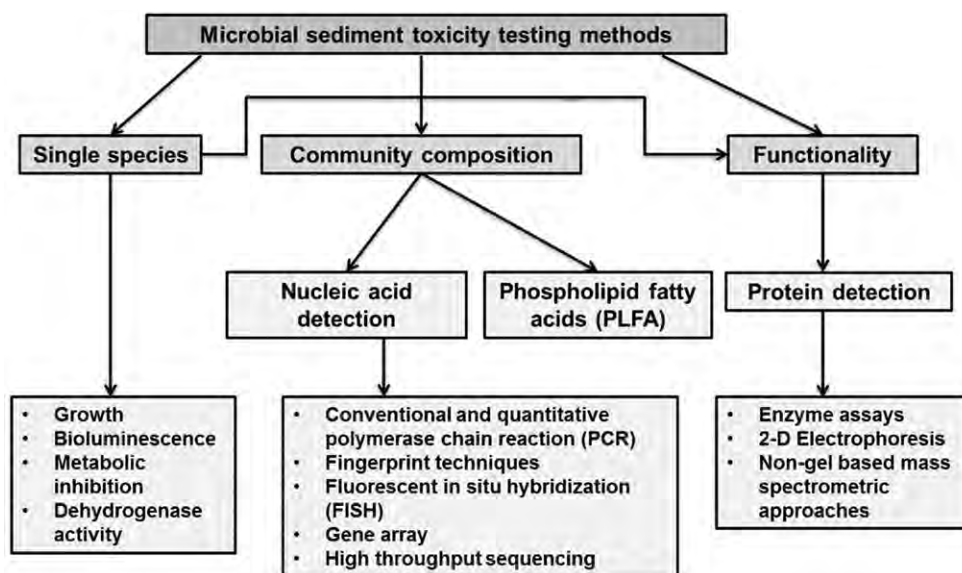 Microbial sediment toxicity testing methods
Single species
Community composition
Functionality
Nucleic acid
detection
Phospholipid fatty
acids (PLFA)
Protein detection
• Growth
• Bioluminescence
• Metabolic
inhibition
• Dehydrogenase
activity
• Conventional and quantitative
polymerase chain reaction (PCR)
• Fingerprint techniques
• Fluorescent in situ hybridization
(FISH)
• Gene array
• High throughput sequencing
• Enzyme assays
• 2-D Electrophoresis
• Non-gel based mass
spectrometric
approaches